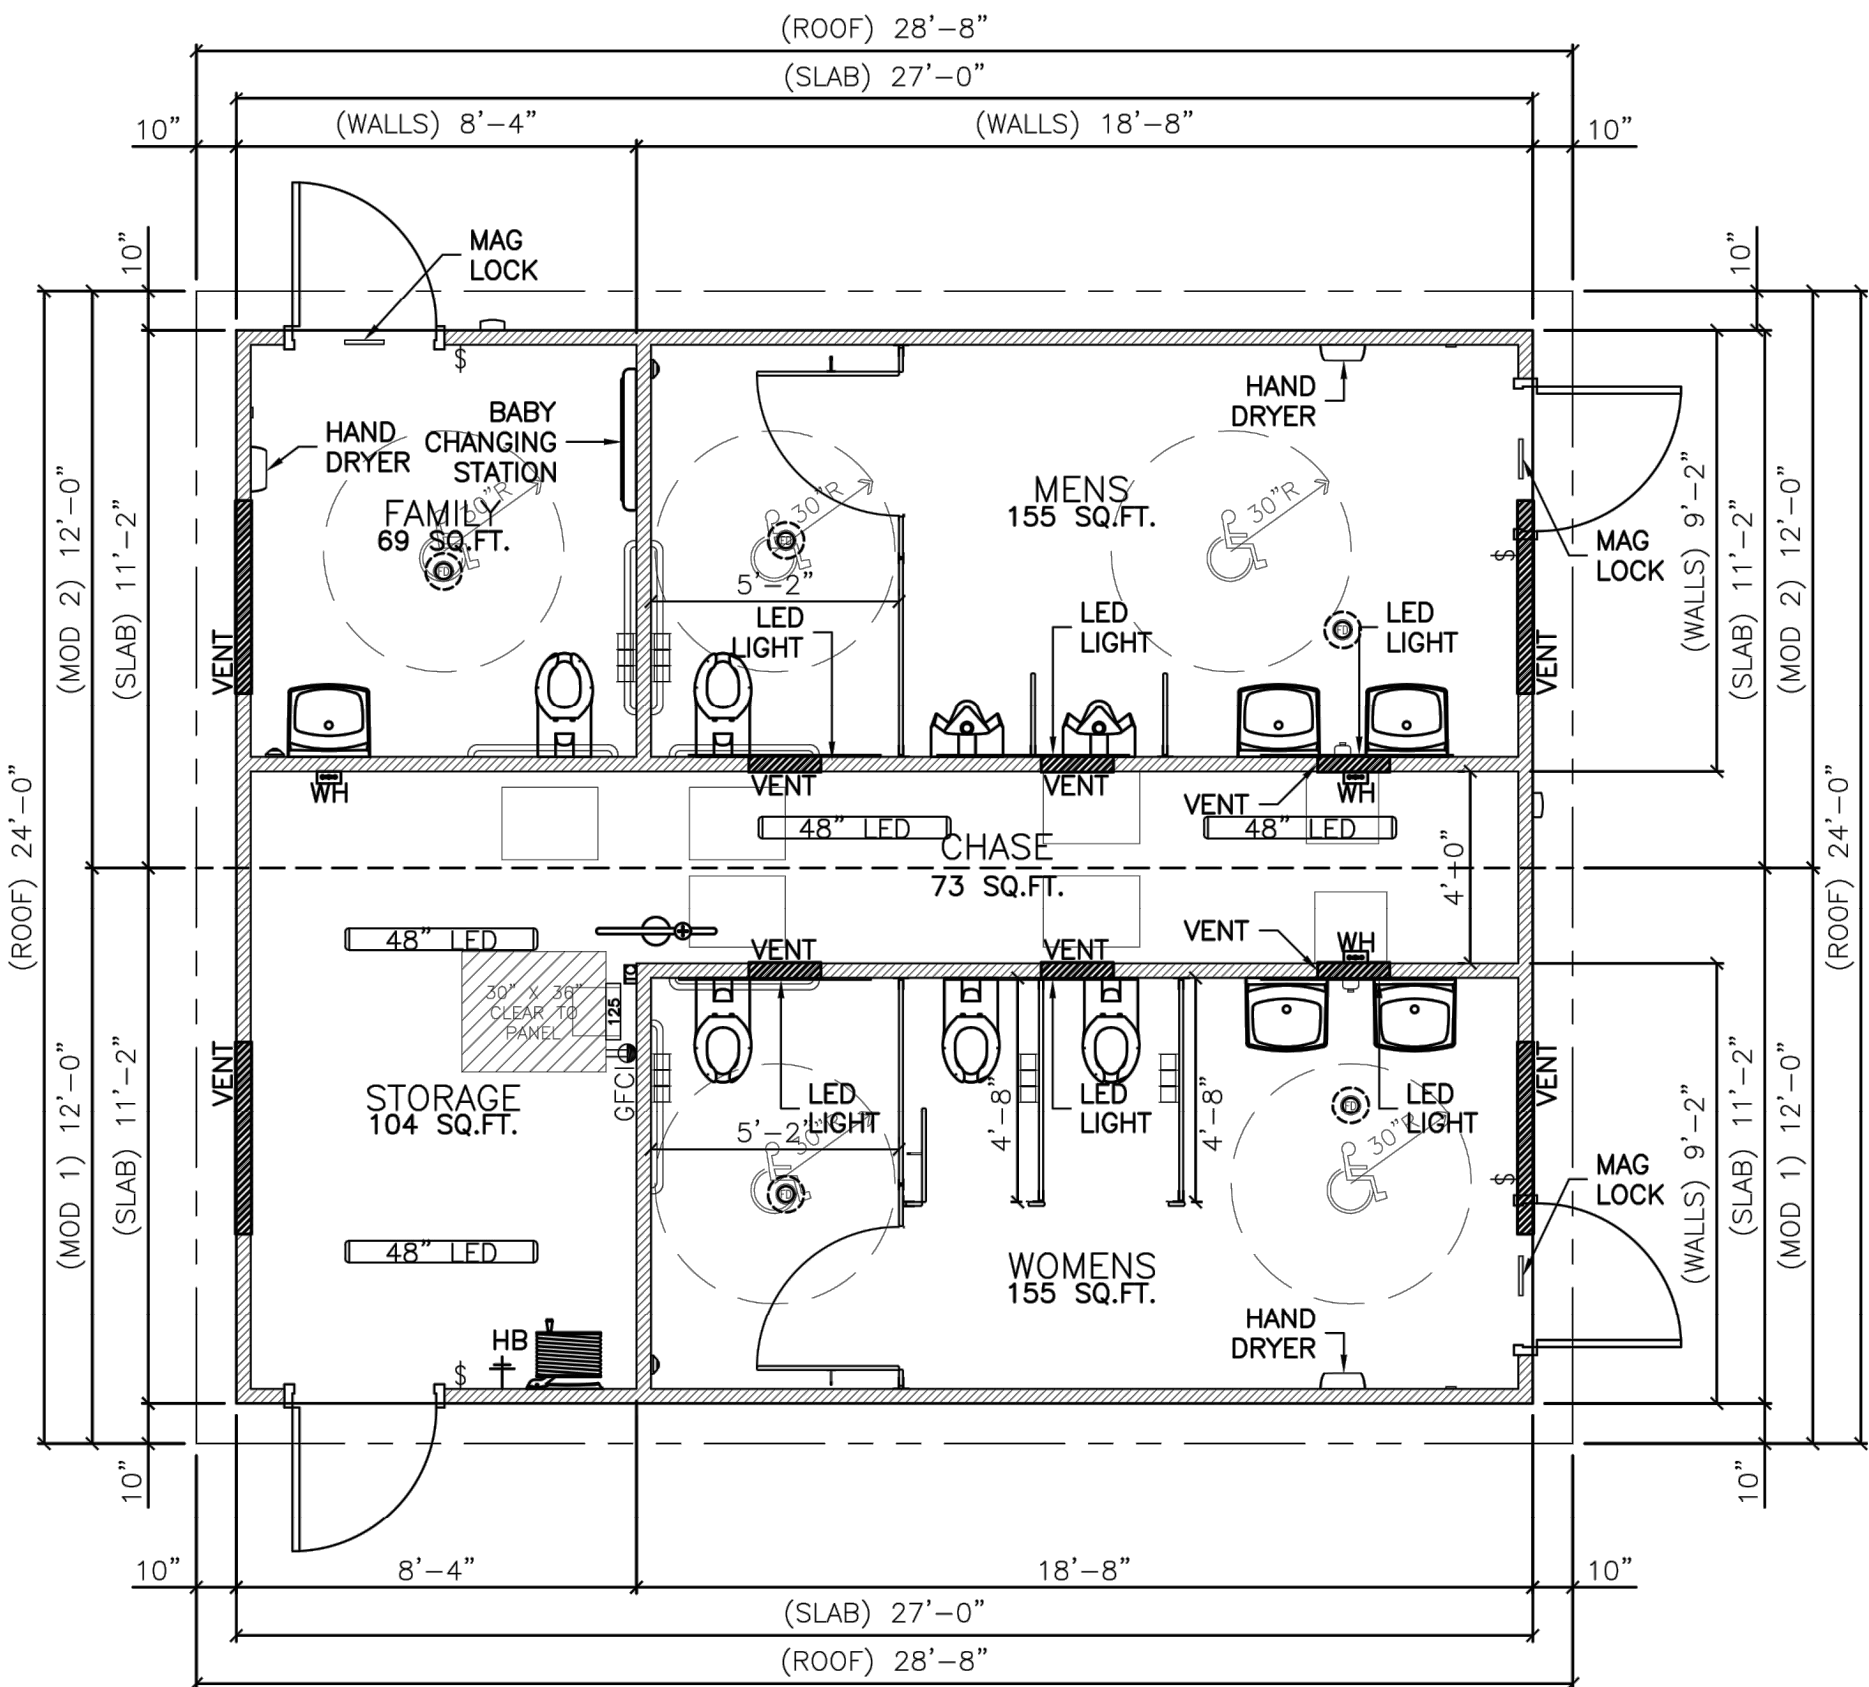 (ROOF) 28'-8"
(SLAB) 27'-0"
10"
(WALLS) 8'-4"
(WALLS) 18'-8"
10"
10"
10"
MAG
LOCK
HAND
DRYER
BABY
CHANGING
STATION
HAND
DRYER
FAMILY
69 SQ.FT.
30"R
FD
30"R
FD
MENS
155 SQ.FT.
30"R
FD
MAG
LOCK
5'-2"
LED
LIGHT
LED
LIGHT
LED
LIGHT
VENT
VENT
(ROOF) 24'-0"
(MOD 2) 12'-0"
(SLAB) 11'-2"
(WALLS) 9'-2"
(SLAB) 11'-2"
(MOD 2) 12'-0"
(ROOF) 24'-0"
$
$
WH
VENT
VENT
VENT
WH
48" LED
48" LED
CHASE
73 SQ.FT.
4'-0"
48" LED
VENT
VENT
VENT
WH
30" X 36"
CLEAR TO
PANEL
125
GFCI
STORAGE
104 SQ.FT.
VENT
VENT
LED
LIGHT
LED
LIGHT
LED
LIGHT
4'-8"
4'-8"
5'-2"
30"R
FD
30"R
FD
$
MAG
LOCK
(MOD 1) 12'-0"
(SLAB) 11'-2"
(WALLS) 9'-2"
(SLAB) 11'-2"
(MOD 1) 12'-0"
48" LED
WOMENS
155 SQ.FT.
HB
$
HAND
DRYER
10"
10"
10"
8'-4"
18'-8"
10"
(SLAB) 27'-0"
(ROOF) 28'-8"